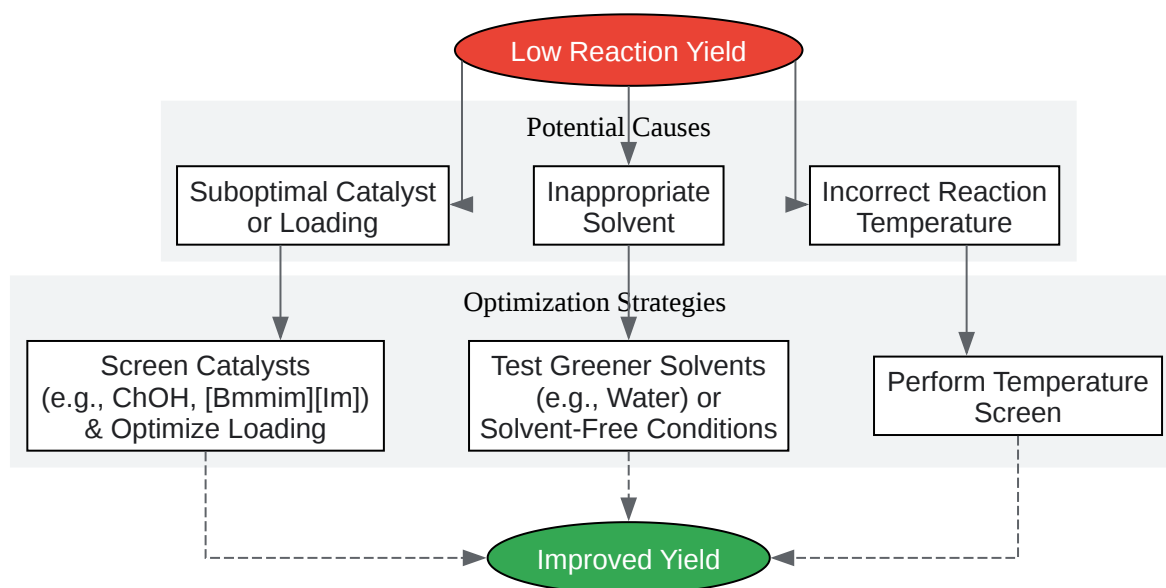 Low Reaction Yield
Potential Causes
Suboptimal Catalyst
or Loading
Inappropriate
Solvent
Incorrect Reaction
Temperature
Optimization Strategies
Screen Catalysts
(e.g., ChOH, [Bmmim][Im])
& Optimize Loading
Test Greener Solvents
(e.g., Water) or
Solvent-Free Conditions
Perform Temperature
Screen
Improved Yield